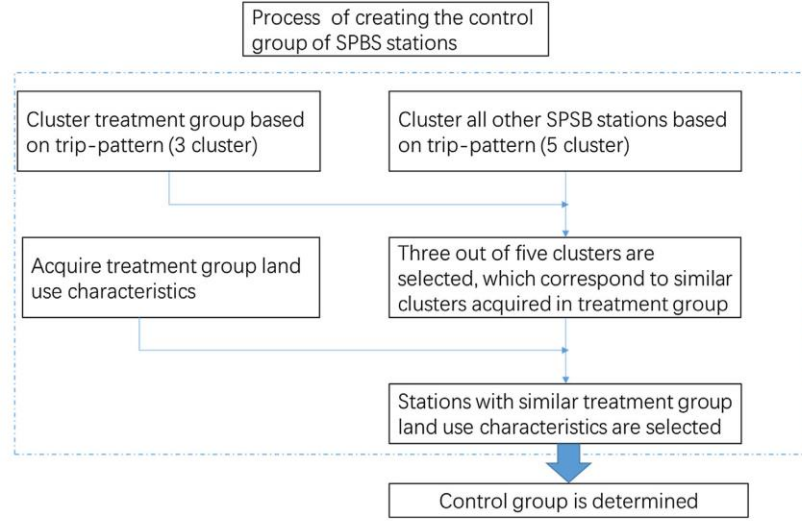 Process of creating the control
group of SPBS stations
Cluster treatment group based
on trip-pattern (3 cluster)
Cluster all other SPSB stations based
on trip-pattern (5 cluster)
Acquire treatment group land
use characteristics
Three out of five clusters are
selected, which correspond to similar
clusters acquired in treatment group
Stations with similar treatment group
land use characteristics are selected
Control group is determined